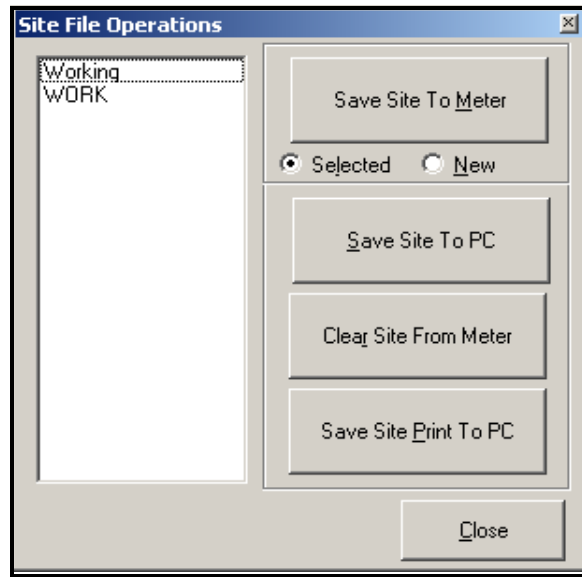 Site File Operations
Working
WORK
Save Site To Meter
Selected
New
Save Site To PC
Clear Site From Meter
Save Site Print To PC
Close